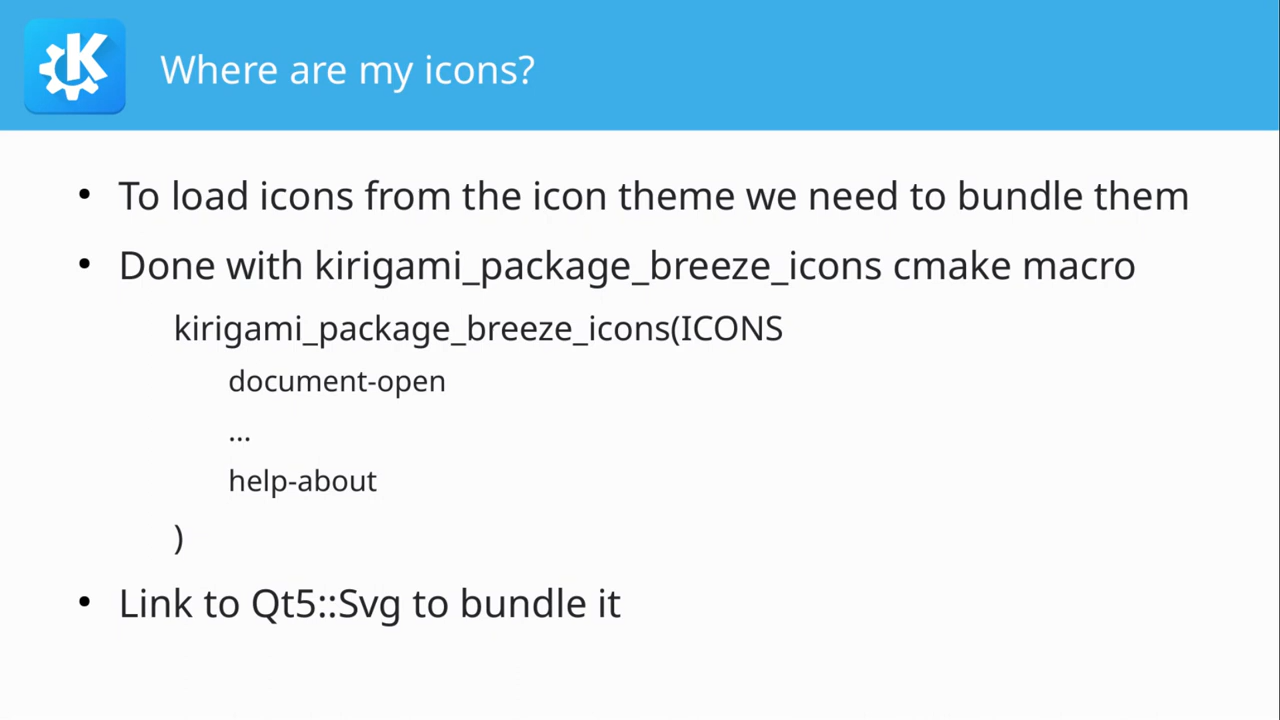 Where are my icons?
• To load icons from the icon theme we need to bundle them
• Done with kirigami_package_breeze_icons cmake macro
kirigami_package_breeze_icons(ICONS
document-open
...
help-about
)
• Link to Qt5::Svg to bundle it